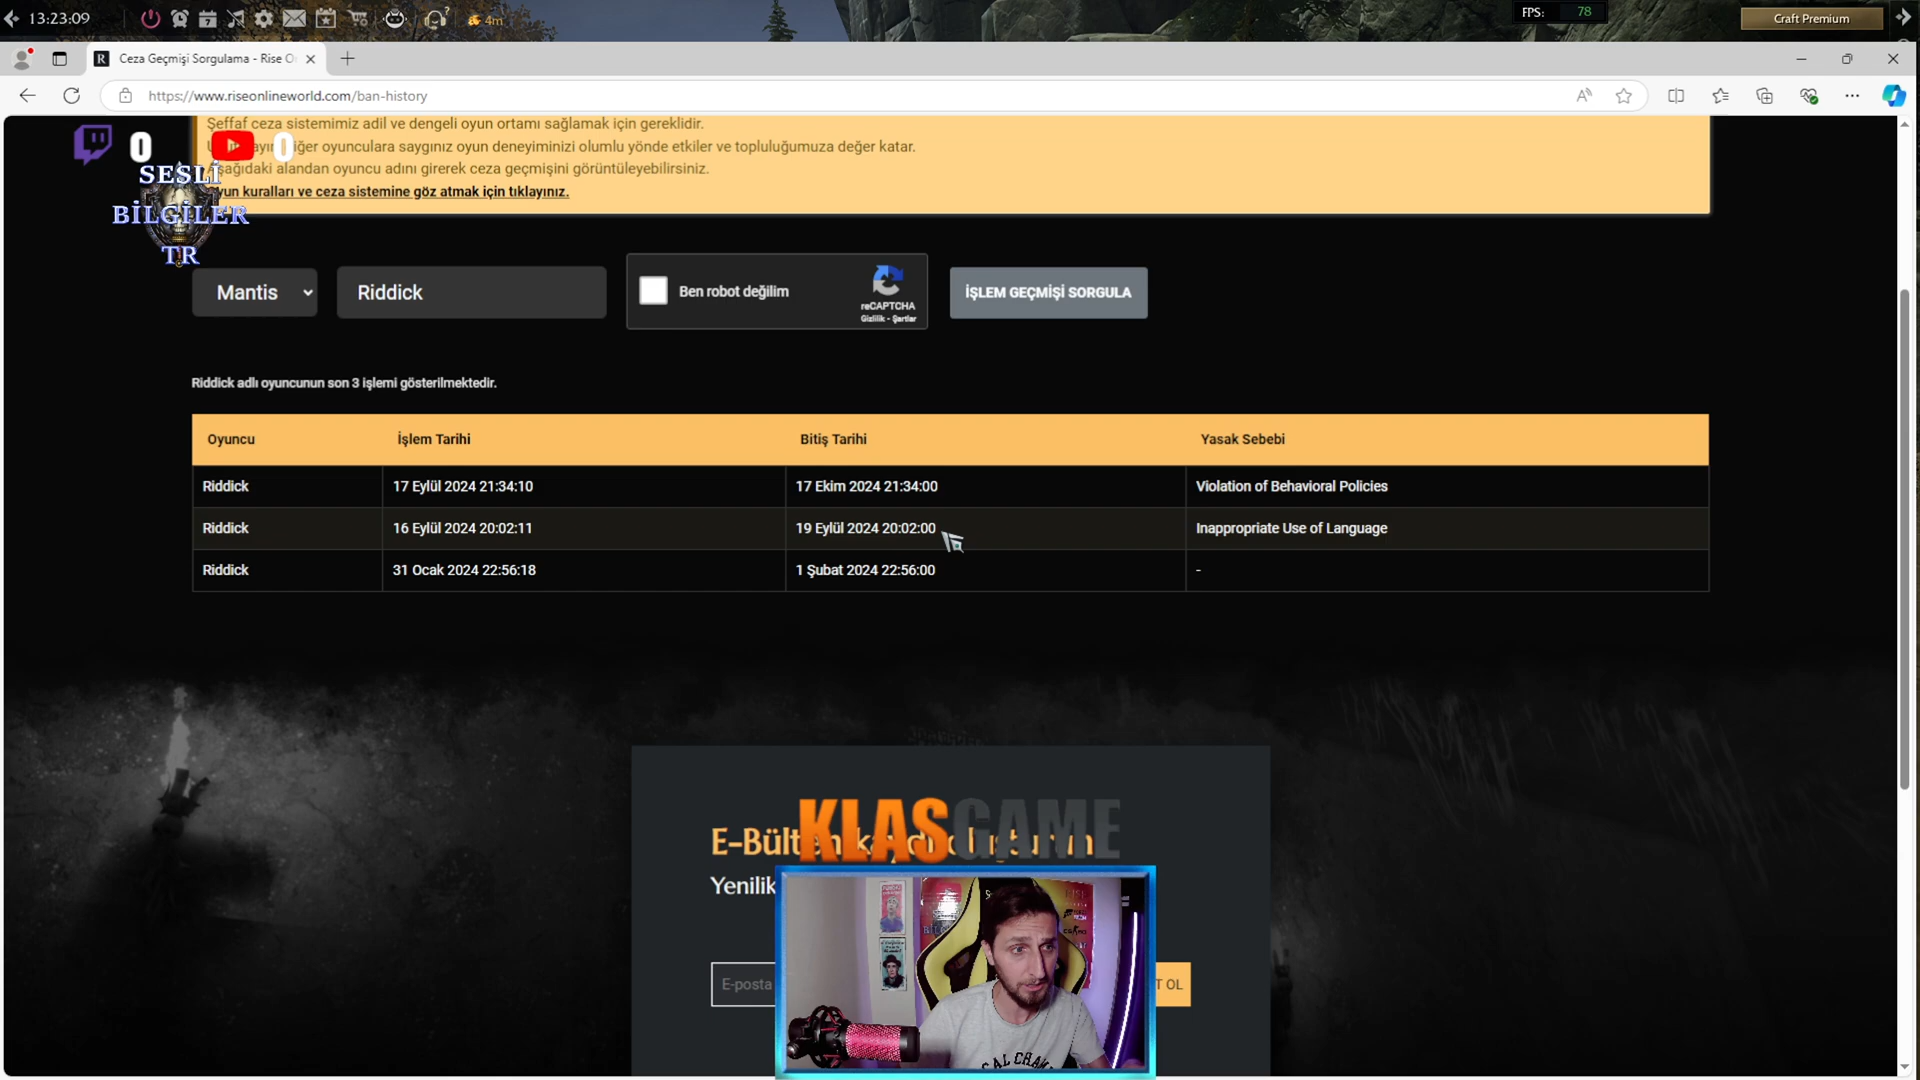 13:23:09
4m
FPS: 78
Craft Premium
Ceza Geçmişi Sorgulama - Rise O
https://www.riseonlineworld.com/ban-history
Şeffaf ceza sistemimiz adil ve dengeli oyun ortamı sağlamak için gereklidir.
0
0
iğer oyunculara saygınız oyun deneyiminizi olumlu yönde etkiler ve topluluğumuza değer katar.
şağıdaki alandan oyuncu adını girerek ceza geçmişini görüntüleyebilirsiniz.
yun kuralları ve ceza sistemine göz atmak için tıklayınız.
SESLİ
BİLGİLER
TR
Mantis
Riddick
Ben robot değilim
reCAPTCHA
Gizlilik - Şartlar
İŞLEM GEÇMİŞİ SORGULA
Riddick adlı oyuncunun son 3 işlemi gösterilmektedir.
Oyuncu İşlem Tarihi Bitiş Tarihi Yasak Sebebi
Riddick 17 Eylül 2024 21:34:10 17 Ekim 2024 21:34:00 Violation of Behavioral Policies
Riddick 16 Eylül 2024 20:02:11 19 Eylül 2024 20:02:00 Inappropriate Use of Language
Riddick 31 Ocak 2024 22:56:18 1 Şubat 2024 22:56:00 -
KLASGAME
E-Bült
Yenilik
E-posta
T OL